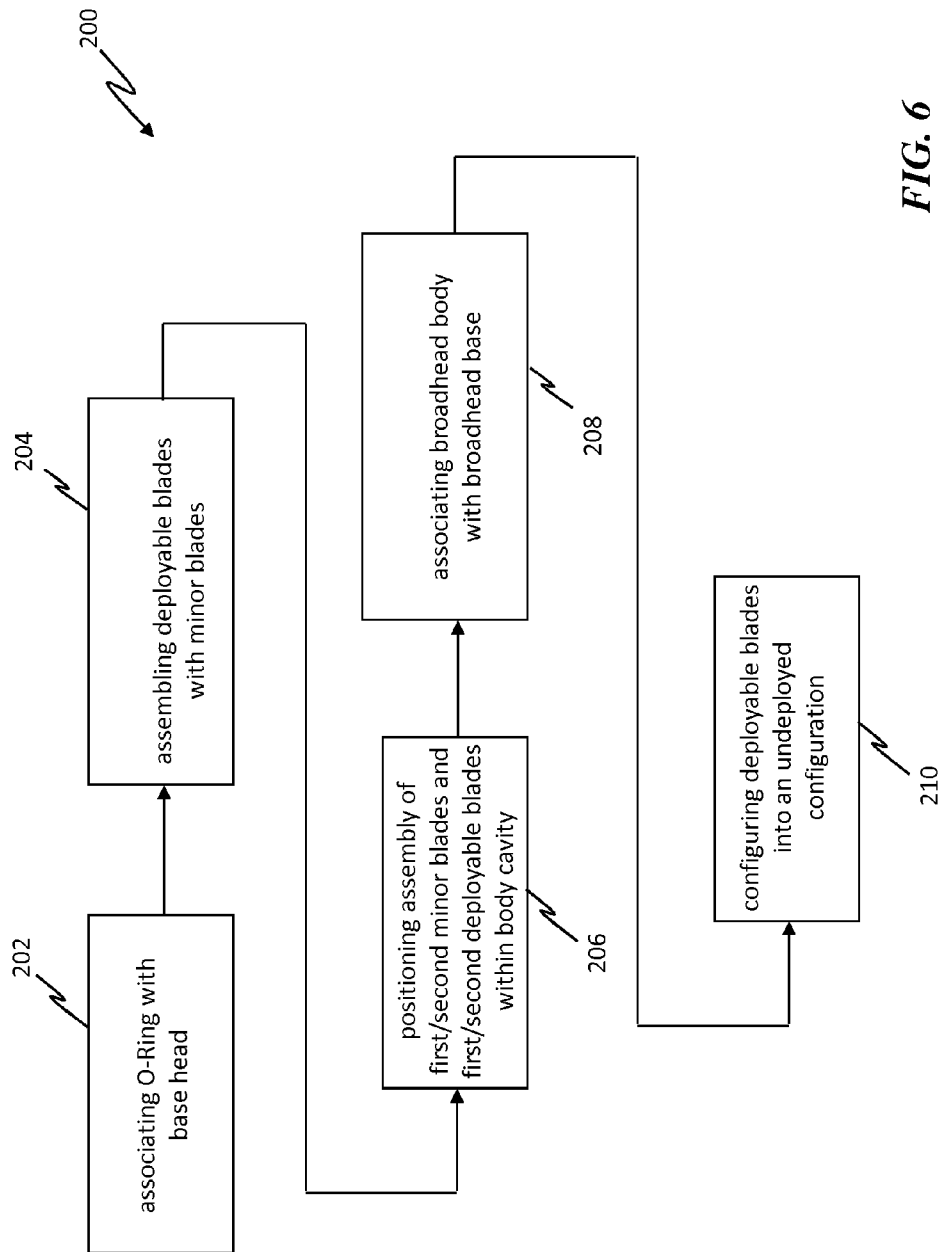 200
202
associating O-Ring with
base head
204
assembling deployable blades
with minor blades
positioning assembly of
first/second minor blades and
first/second deployable blades
within body cavity
206
associating broadhead body
with broadhead base
208
configuring deployable blades
into an undeployed
configuration
210
FIG. 6